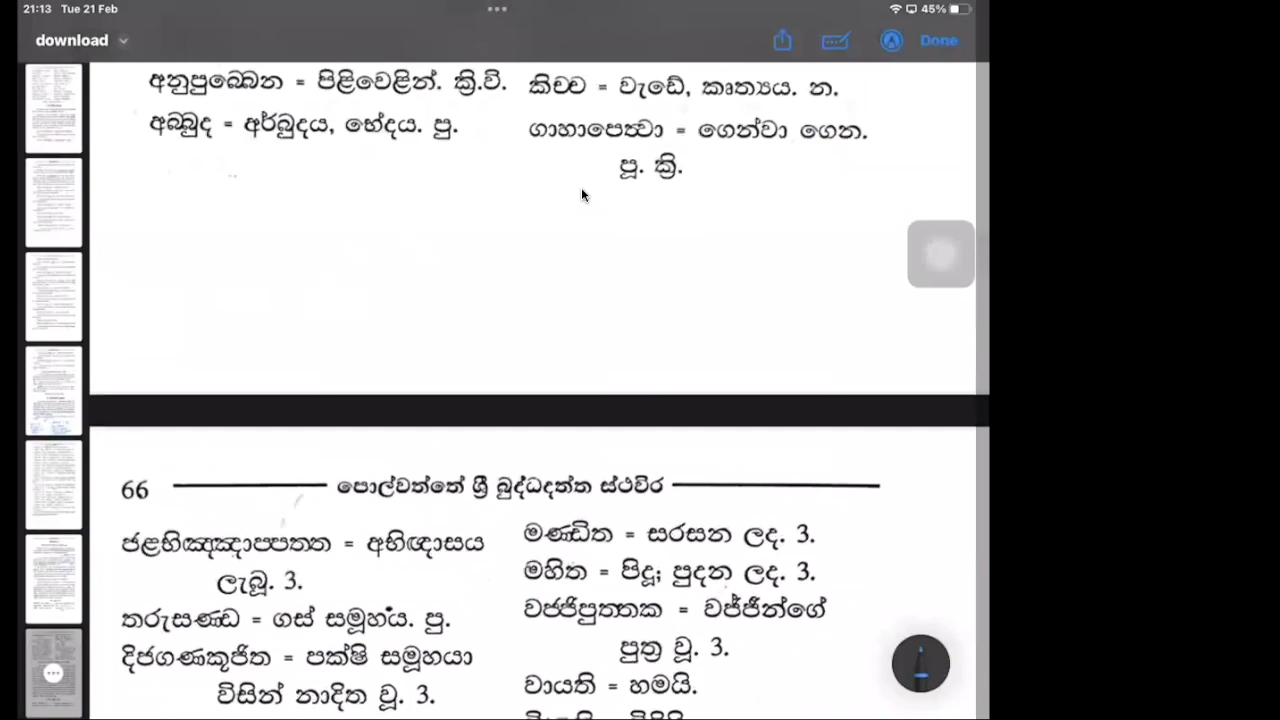 21:13 Tue 21 Feb
45%
download
Done
අනුපුබ්බෙන = පිළිවෙළින්. ක්‍රි.වි.
අබ්බුද = අර්බුදය, භේදය. පු.
කිච්ච = වැඩේ, කෘත්‍යය. න.
ගාහාපෙත්වා = ගෙන්වා ගෙන.
පූ. ක්‍රි.
66 පොල්වත්තේ ශ්‍රී බුද්ධදත්ත ස්ථවිර
ඡළභිඤ්ඤාප්පත්ත = අභිඥාසය
ලැබූ. 3.
තරුසණ්ඩ = ගස් සමූහය. පු.
දිජගණකූජිත = පක්ෂි සමූහයා
විසින් නාදිත වූ. 3.
මණ්ඩිත = සරසන ලද. 3.
මහිත = පිදූ; පුදන ලද. 3.
වජ්ජිපුත්තක = වජ්ජීන්ගේ
පුත්‍ර වූ. 3.
වායති = හමයි.